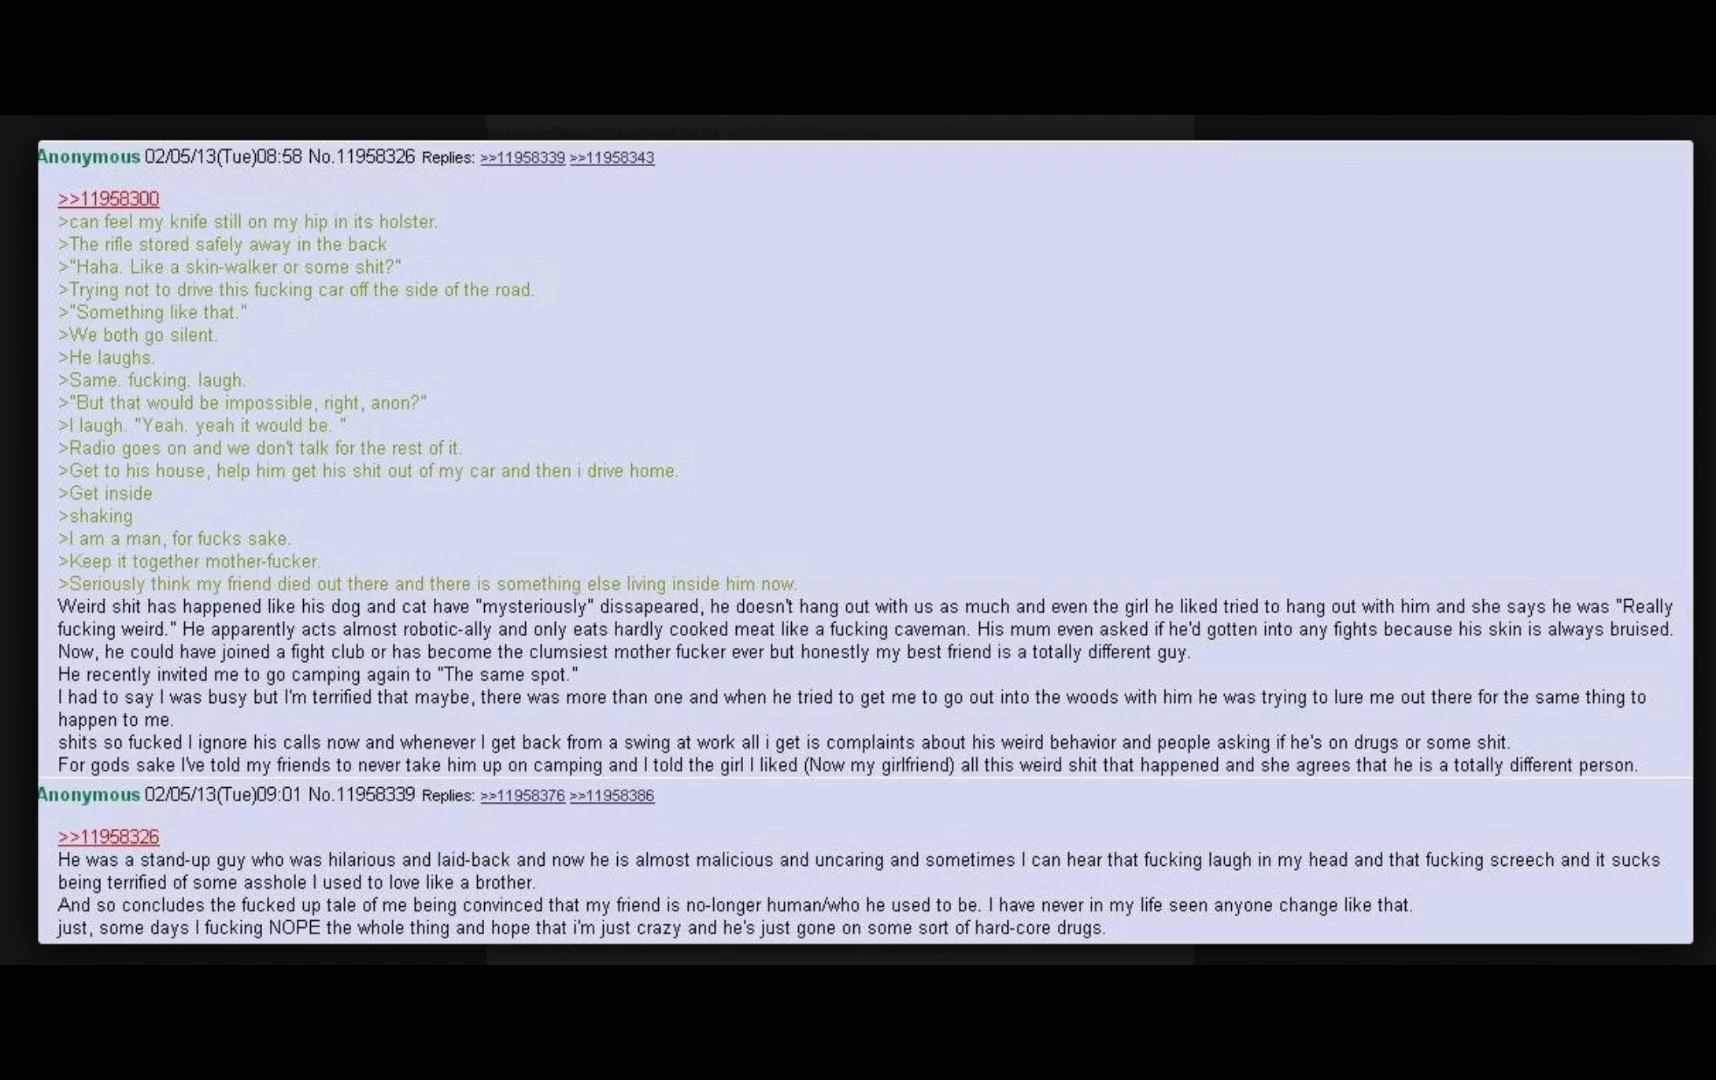 Anonymous 02/05/13(Tue)08:58 No.11958326 Replies: >>11958339 >>11958343
>>11958300
>can feel my knife still on my hip in its holster.
>The rifle stored safely away in the back
>"Haha. Like a skin-walker or some shit?"
>Trying not to drive this fucking car off the side of the road.
>"Something like that."
>We both go silent.
>He laughs.
>Same. fucking. laugh.
>"But that would be impossible, right, anon?"
>I laugh. "Yeah. yeah it would be. "
>Radio goes on and we don't talk for the rest of it.
>Get to his house, help him get his shit out of my car and then i drive home.
>Get inside
>shaking
>I am a man, for fucks sake.
>Keep it together mother-fucker.
>Seriously think my friend died out there and there is something else living inside him now.
Weird shit has happened like his dog and cat have "mysteriously" dissapeared, he doesn't hang out with us as much and even the girl he liked tried to hang out with him and she says he was "Really
fucking weird." He apparently acts almost robotic-ally and only eats hardly cooked meat like a fucking caveman. His mum even asked if he'd gotten into any fights because his skin is always bruised.
Now, he could have joined a fight club or has become the clumsiest mother fucker ever but honestly my best friend is a totally different guy.
He recently invited me to go camping again to "The same spot."
I had to say I was busy but I'm terrified that maybe, there was more than one and when he tried to get me to go out into the woods with him he was trying to lure me out there for the same thing to
happen to me.
shits so fucked I ignore his calls now and whenever I get back from a swing at work all i get is complaints about his weird behavior and people asking if he's on drugs or some shit.
For gods sake I've told my friends to never take him up on camping and I told the girl I liked (Now my girlfriend) all this weird shit that happened and she agrees that he is a totally different person.
Anonymous 02/05/13(Tue)09:01 No.11958339 Replies: >>11958376 >>11958386
>>11958326
He was a stand-up guy who was hilarious and laid-back and now he is almost malicious and uncaring and sometimes I can hear that fucking laugh in my head and that fucking screech and it sucks
being terrified of some asshole I used to love like a brother.
And so concludes the fucked up tale of me being convinced that my friend is no-longer human/who he used to be. I have never in my life seen anyone change like that.
just, some days I fucking NOPE the whole thing and hope that i'm just crazy and he's just gone on some sort of hard-core drugs.